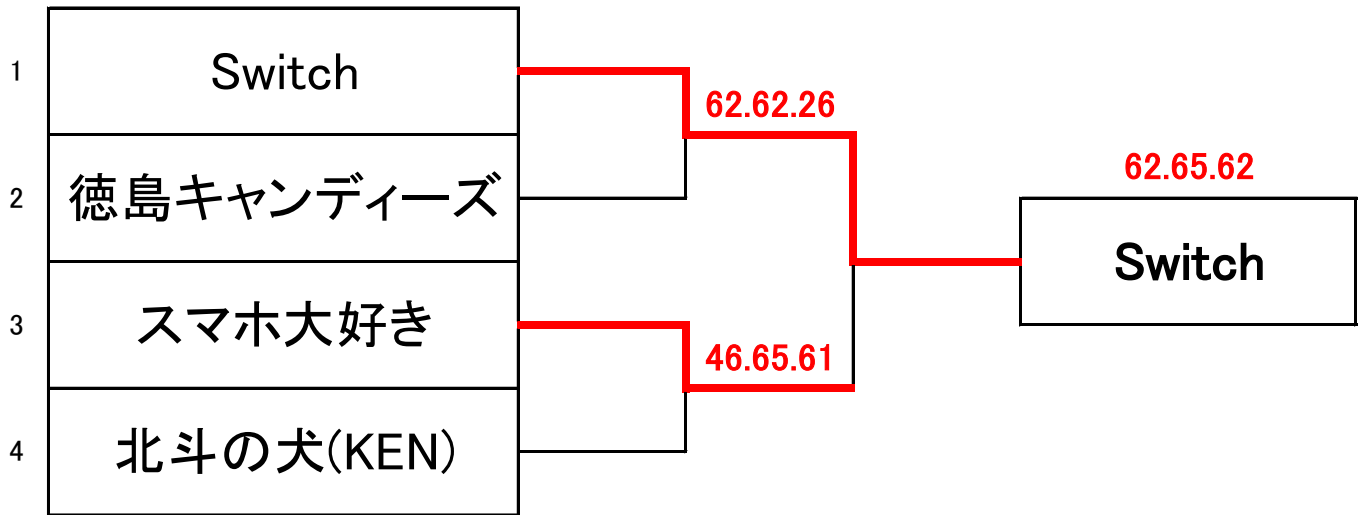 1 Switch
62.62.26
2 徳島キャンディーズ
62.65.62
Switch
3 スマホ大好き
46.65.61
4 北斗の犬(KEN)